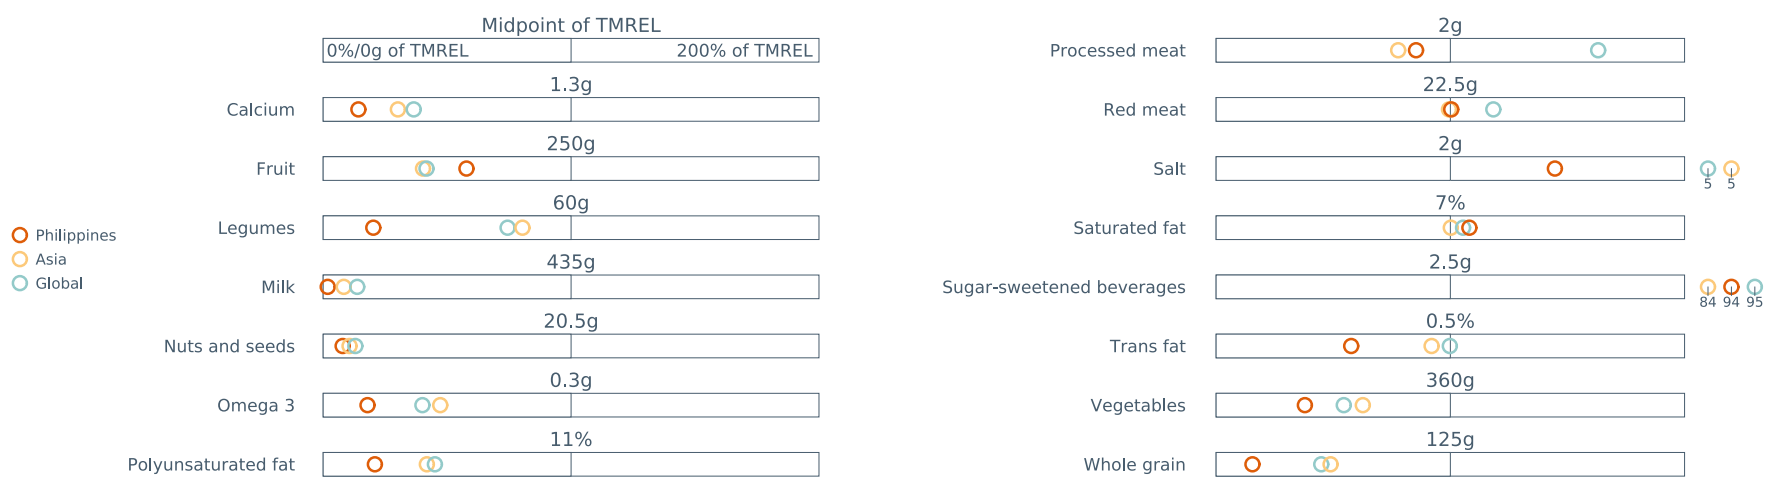 Midpoint of TMREL
0%/0g of TMREL 200% of TMREL
Calcium
1.3g
Fruit
250g
Legumes
60g
Milk
435g
Nuts and seeds
20.5g
Omega 3
0.3g
Polyunsaturated fat
11%
Philippines
Asia
Global
Processed meat
2g
Red meat
22.5g
Salt
2g
5 5
Saturated fat
7%
Sugar-sweetened beverages
2.5g
84 94 95
Trans fat
0.5%
Vegetables
360g
Whole grain
125g